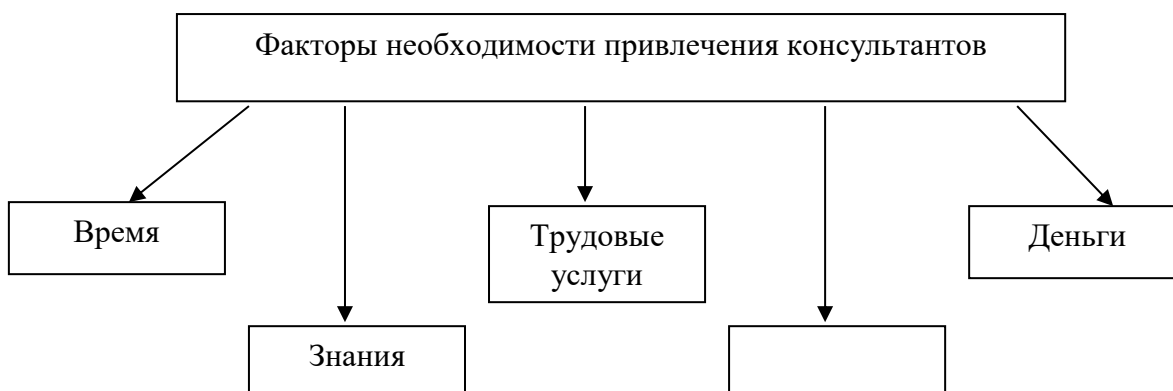 Факторы необходимости привлечения консультантов
Время
Трудовые
услуги
Деньги
Знания